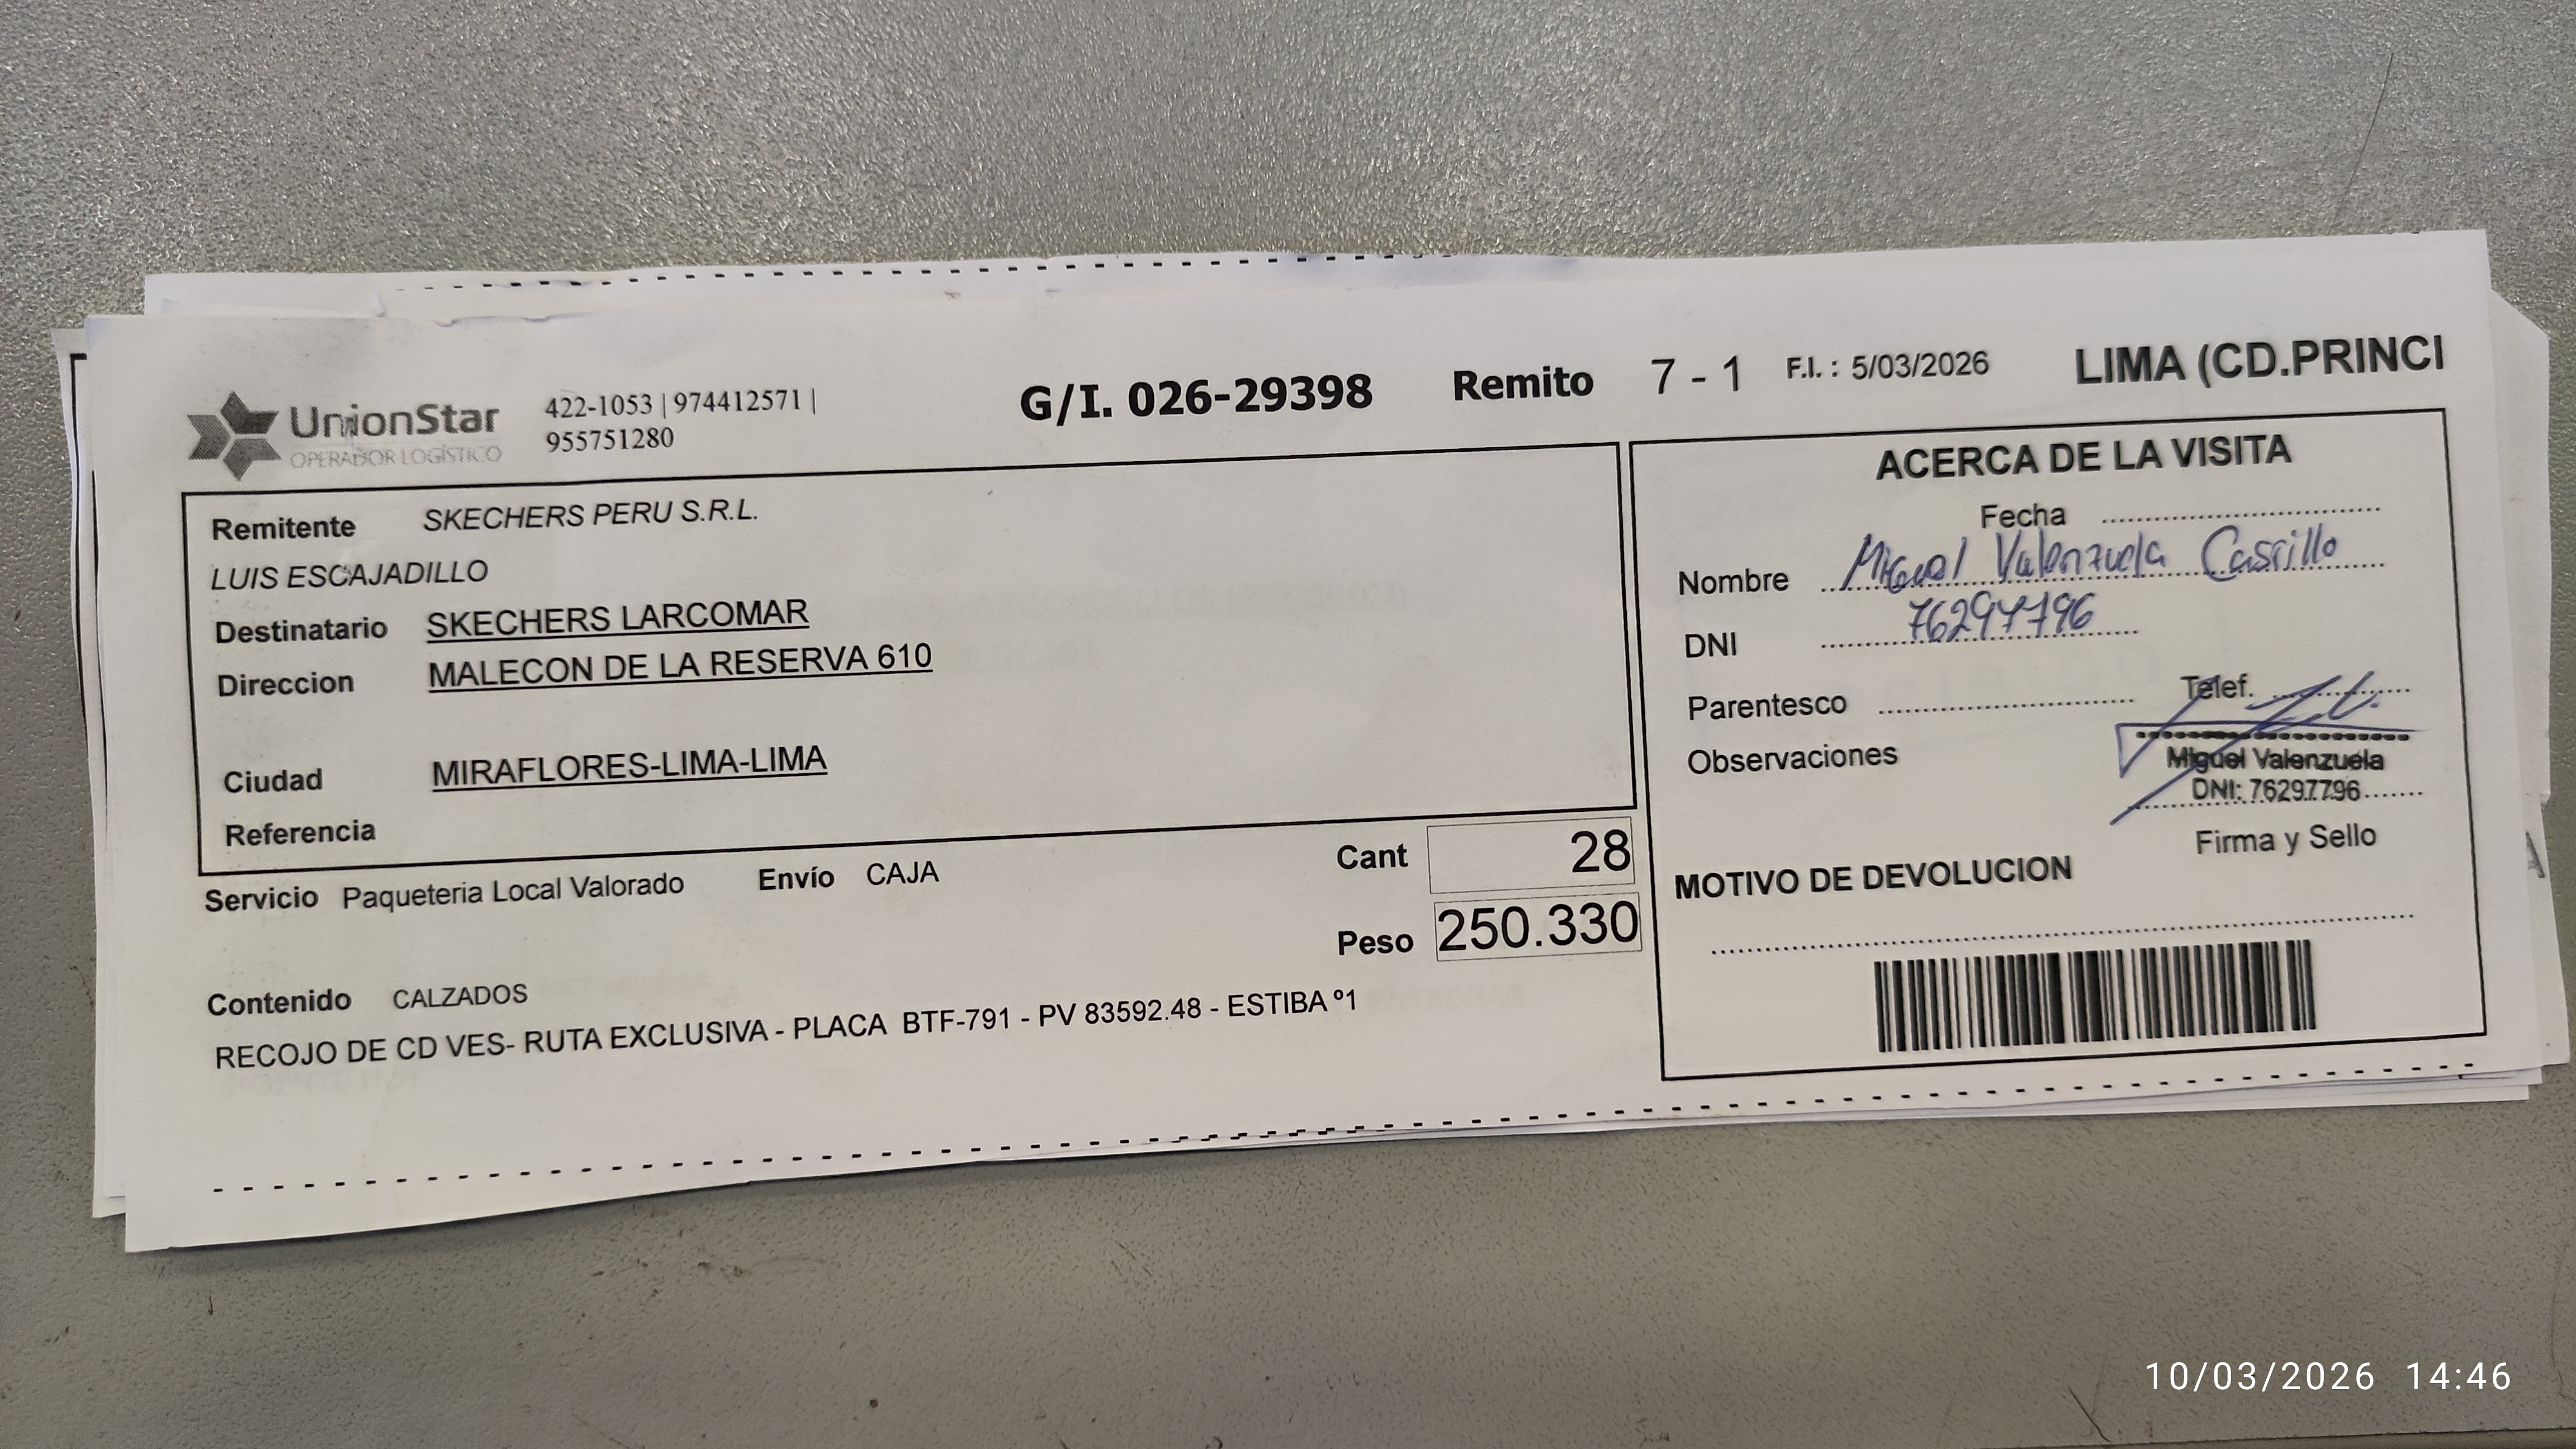 UnionStar
OPERADOR LOGÍSTICO
422-1053 | 974412571 |
955751280
G/I. 026-29398 Remito 7 - 1 F.I. : 5/03/2026 LIMA (CD.PRINCI
Remitente SKECHERS PERU S.R.L.
LUIS ESCAJADILLO
Destinatario SKECHERS LARCOMAR
Direccion MALECON DE LA RESERVA 610
Ciudad MIRAFLORES-LIMA-LIMA
Referencia
Servicio Paqueteria Local Valorado Envío CAJA
Cant 28
Peso 250.330
Contenido CALZADOS
RECOJO DE CD VES- RUTA EXCLUSIVA - PLACA BTF-791 - PV 83592.48 - ESTIBA º1
ACERCA DE LA VISITA
Fecha
Nombre Miguel Valenzuela Castillo
DNI 76297796
Parentesco Telef.
Observaciones
Miguel Valenzuela
DNI: 76297796
Firma y Sello
MOTIVO DE DEVOLUCION
10/03/2026 14:46